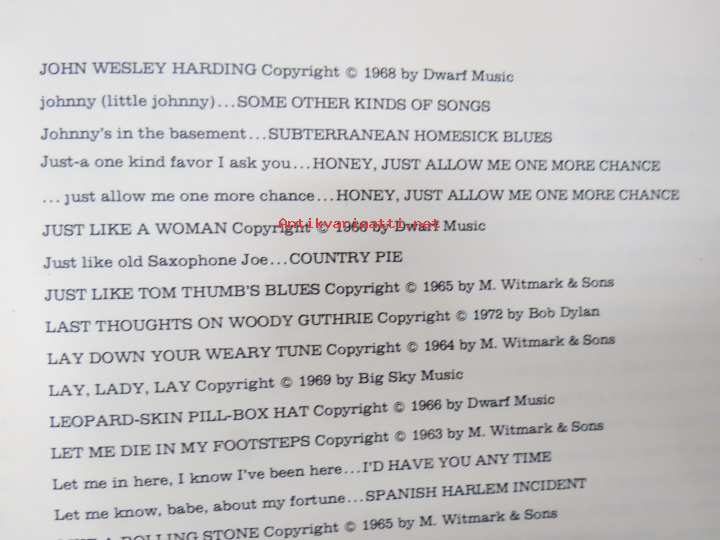 JOHN WESLEY HARDING Copyright © 1968 by Dwarf Music
johnny (little johnny)...SOME OTHER KINDS OF SONGS
Johnny's in the basement...SUBTERRANEAN HOMESICK BLUES
Just-a one kind favor I ask you...HONEY, JUST ALLOW ME ONE MORE CHANCE
...just allow me one more chance...HONEY, JUST ALLOW ME ONE MORE CHANCE
Antikvariaatti.net
JUST LIKE A WOMAN Copyright © 1966 by Dwarf Music
Just like old Saxophone Joe...COUNTRY PIE
JUST LIKE TOM THUMB'S BLUES Copyright © 1965 by M. Witmark & Sons
LAST THOUGHTS ON WOODY GUTHRIE Copyright © 1972 by Bob Dylan
LAY DOWN YOUR WEARY TUNE Copyright © 1964 by M. Witmark & Sons
LAY, LADY, LAY Copyright © 1969 by Big Sky Music
LEOPARD-SKIN PILL-BOX HAT Copyright © 1966 by Dwarf Music
LET ME DIE IN MY FOOTSTEPS Copyright © 1963 by M. Witmark & Sons
Let me in here, I know I've been here...I'D HAVE YOU ANY TIME
Let me know, babe, about my fortune...SPANISH HARLEM INCIDENT
LIKE A ROLLING STONE Copyright © 1965 by M. Witmark & Sons